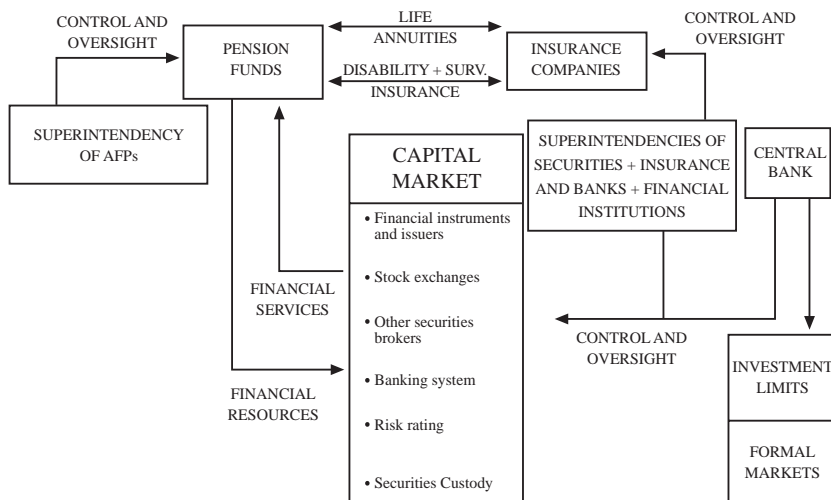 CONTROL AND
OVERSIGHT
PENSION
FUNDS
LIFE
ANNUITIES
DISABILITY + SURV.
INSURANCE
INSURANCE
COMPANIES
CONTROL AND
OVERSIGHT
SUPERINTENDENCY
OF AFPs
CAPITAL
MARKET
• Financial instruments
and issuers
• Stock exchanges
• Other securities
brokers
• Banking system
• Risk rating
• Securities Custody
SUPERINTENDENCIES OF
SECURITIES + INSURANCE
AND BANKS + FINANCIAL
INSTITUTIONS
CENTRAL
BANK
FINANCIAL
SERVICES
FINANCIAL
RESOURCES
CONTROL AND
OVERSIGHT
INVESTMENT
LIMITS
FORMAL
MARKETS